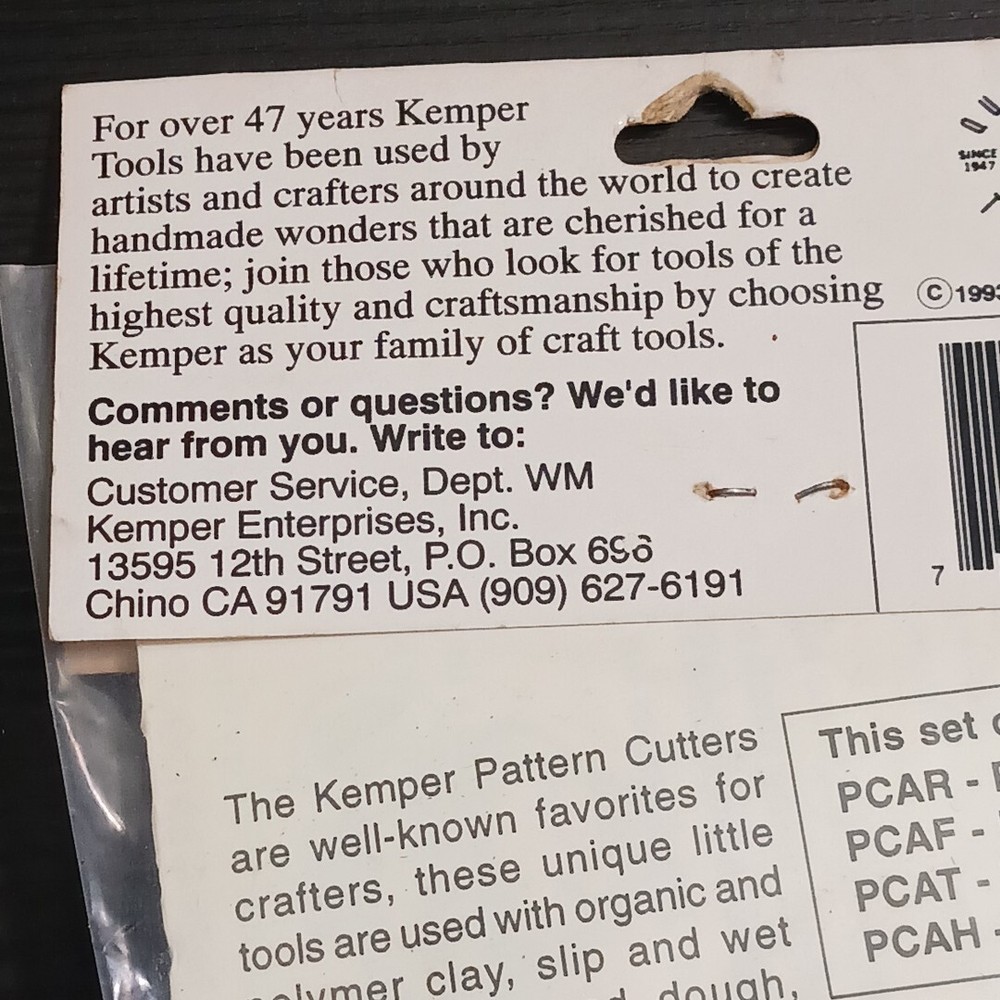 For over 47 years Kemper
Tools have been used by
artists and crafters around the world to create
handmade wonders that are cherished for a
lifetime; join those who look for tools of the
highest quality and craftsmanship by choosing
Kemper as your family of craft tools.
SINCE
1947
©1993
Comments or questions? We'd like to
hear from you. Write to:
Customer Service, Dept. WM
Kemper Enterprises, Inc.
13595 12th Street, P.O. Box
Chino CA 91791 USA (909) 627-6191
7
The Kemper Pattern Cutters
are well-known favorites for
crafters, these unique little
tools are used with organic and
clay, slip and wet
dough,
This set
PCAR -
PCAF -
PCAT -
PCAH -